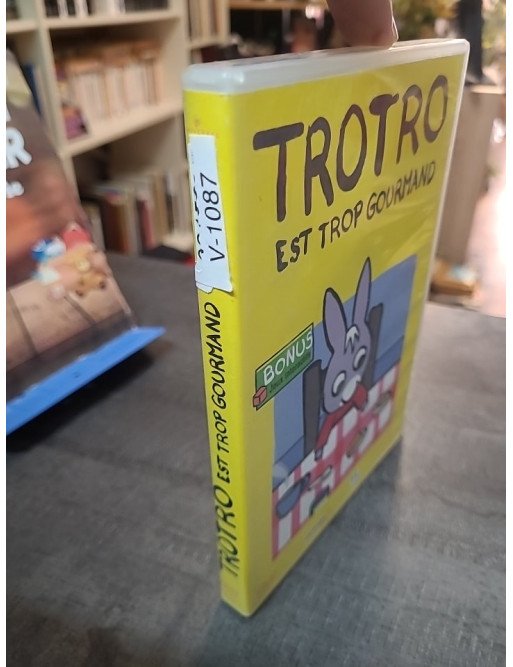 TROTRO
EST TROP GOURMAND
BONUS
V-1087
TROTRO EST TROP GOURMAND